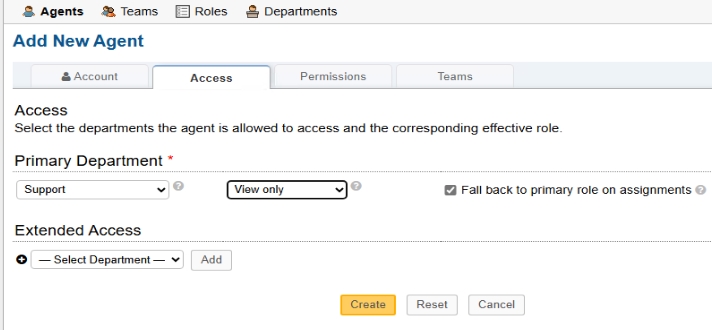 Agents Teams Roles Departments
Add New Agent
Account Access Permissions Teams
Access
Select the departments the agent is allowed to access and the corresponding effective role.
Primary Department *
Support ? View only ? Fall back to primary role on assignments ?
Extended Access
— Select Department — Add
Create Reset Cancel